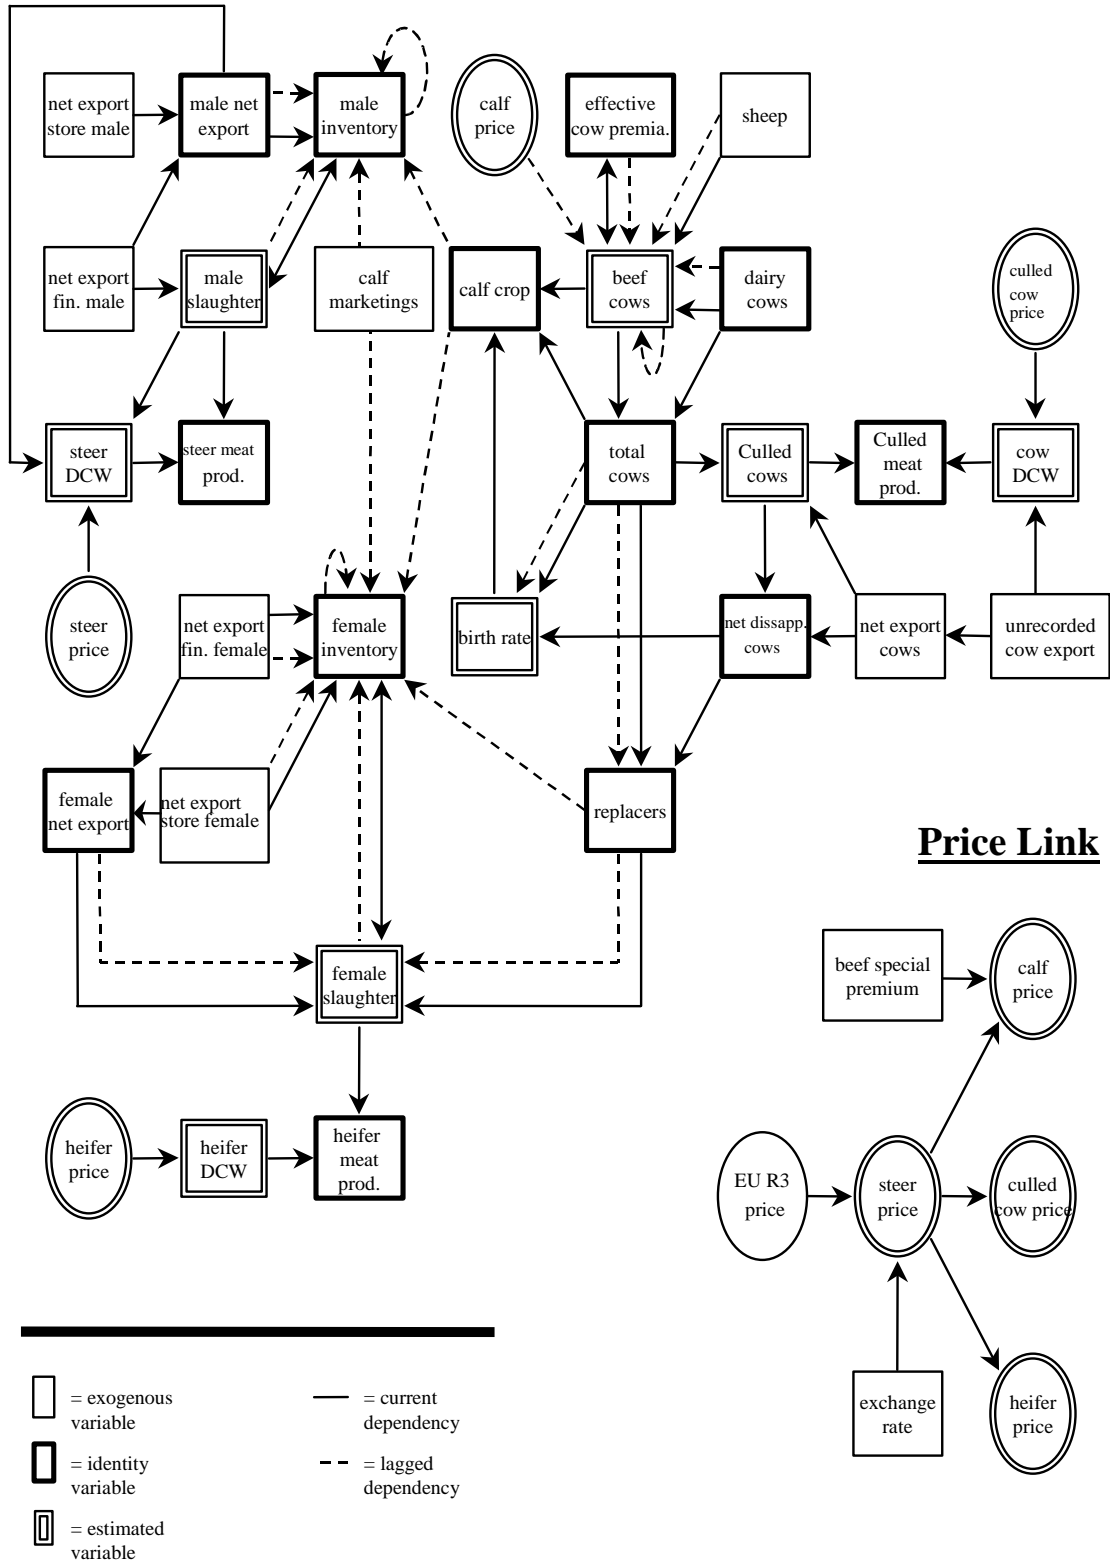 net export
store male
male net
export
male
inventory
calf
price
effective
cow premia.
sheep
net export
fin. male
male
slaughter
calf
marketings
calf crop
beef
cows
dairy
cows
culled
cow
price
steer
DCW
steer meat
prod.
total
cows
Culled
cows
Culled
meat
prod.
cow
DCW
steer
price
net export
fin. female
female
inventory
birth rate
net dissapp.
cows
net export
cows
unrecorded
cow export
female
net export
net export
store female
replacers
Price Link
female
slaughter
beef special
premium
calf
price
heifer
price
heifer
DCW
heifer
meat
prod.
EU R3
price
steer
price
culled
cow price
exchange
rate
heifer
price
= exogenous
variable
= current
dependency
= identity
variable
= lagged
dependency
= estimated
variable